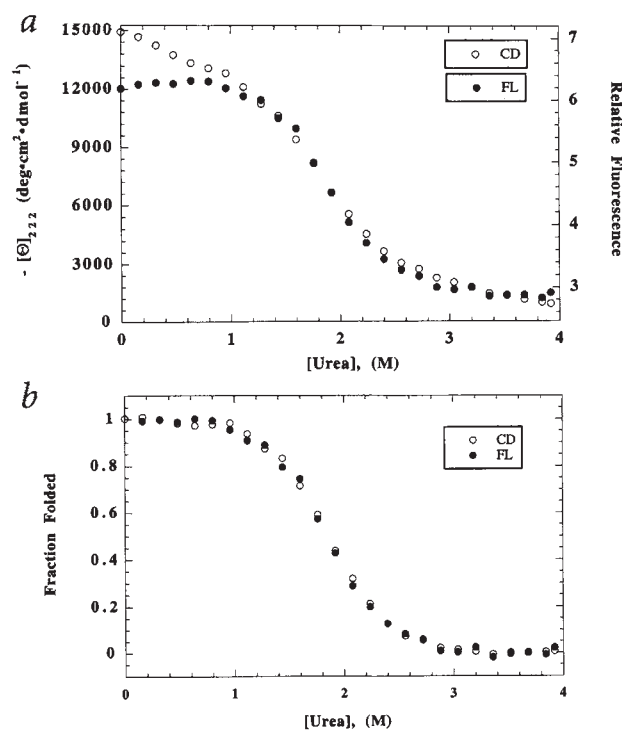 a
15000
12000
9000
6000
3000
0
- [Θ]222 (deg•cm²•dmol⁻¹)
CD
FL
7
6
5
4
3
Relative Fluorescence
0 1 2 3 4
[Urea], (M)
b
1
0.8
0.6
0.4
0.2
0
Fraction Folded
CD
FL
0 1 2 3 4
[Urea], (M)